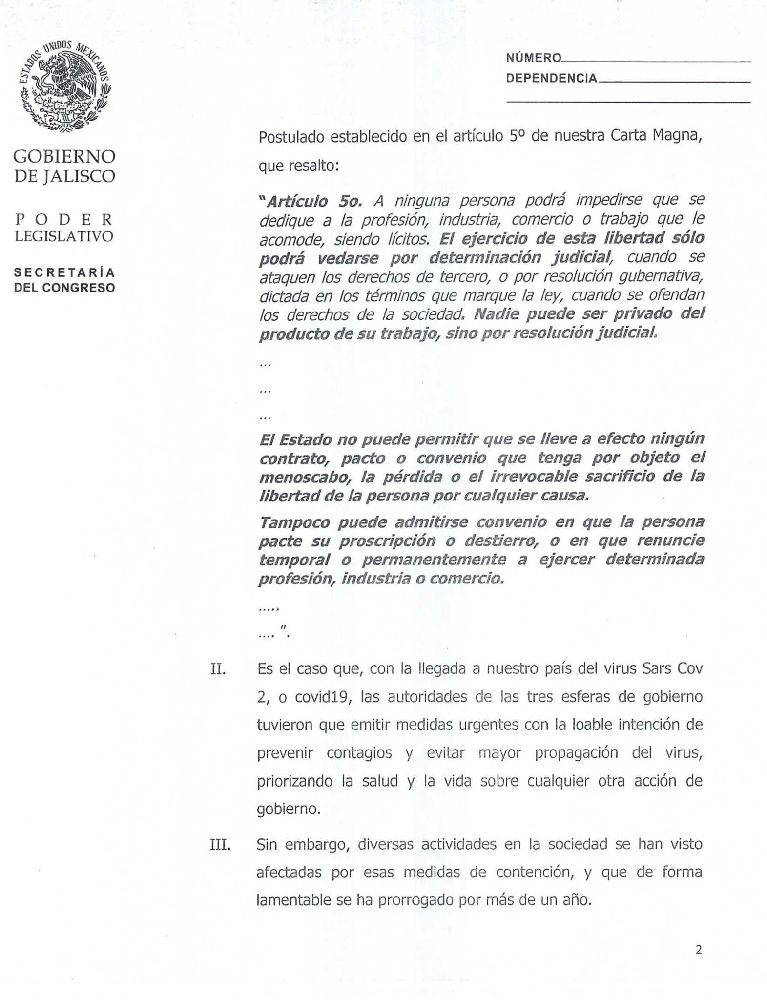 ESTADOS UNIDOS MEXICANOS
GOBIERNO
DE JALISCO
PODER
LEGISLATIVO
SECRETARÍA
DEL CONGRESO
NÚMERO
DEPENDENCIA
Postulado establecido en el artículo 5º de nuestra Carta Magna,
que resalto:
"Artículo 5o. A ninguna persona podrá impedirse que se
dedique a la profesión, industria, comercio o trabajo que le
acomode, siendo lícitos. El ejercicio de esta libertad sólo
podrá vedarse por determinación judicial, cuando se
ataquen los derechos de tercero, o por resolución gubernativa,
dictada en los términos que marque la ley, cuando se ofendan
los derechos de la sociedad. Nadie puede ser privado del
producto de su trabajo, sino por resolución judicial.
...
...
...
El Estado no puede permitir que se lleve a efecto ningún
contrato, pacto o convenio que tenga por objeto el
menoscabo, la pérdida o el irrevocable sacrificio de la
libertad de la persona por cualquier causa.
Tampoco puede admitirse convenio en que la persona
pacte su proscripción o destierro, o en que renuncie
temporal o permanentemente a ejercer determinada
profesión, industria o comercio.
.....
.... ".
II. Es el caso que, con la llegada a nuestro país del virus Sars Cov
2, o covid19, las autoridades de las tres esferas de gobierno
tuvieron que emitir medidas urgentes con la loable intención de
prevenir contagios y evitar mayor propagación del virus,
priorizando la salud y la vida sobre cualquier otra acción de
gobierno.
III. Sin embargo, diversas actividades en la sociedad se han visto
afectadas por esas medidas de contención, y que de forma
lamentable se ha prorrogado por más de un año.
2